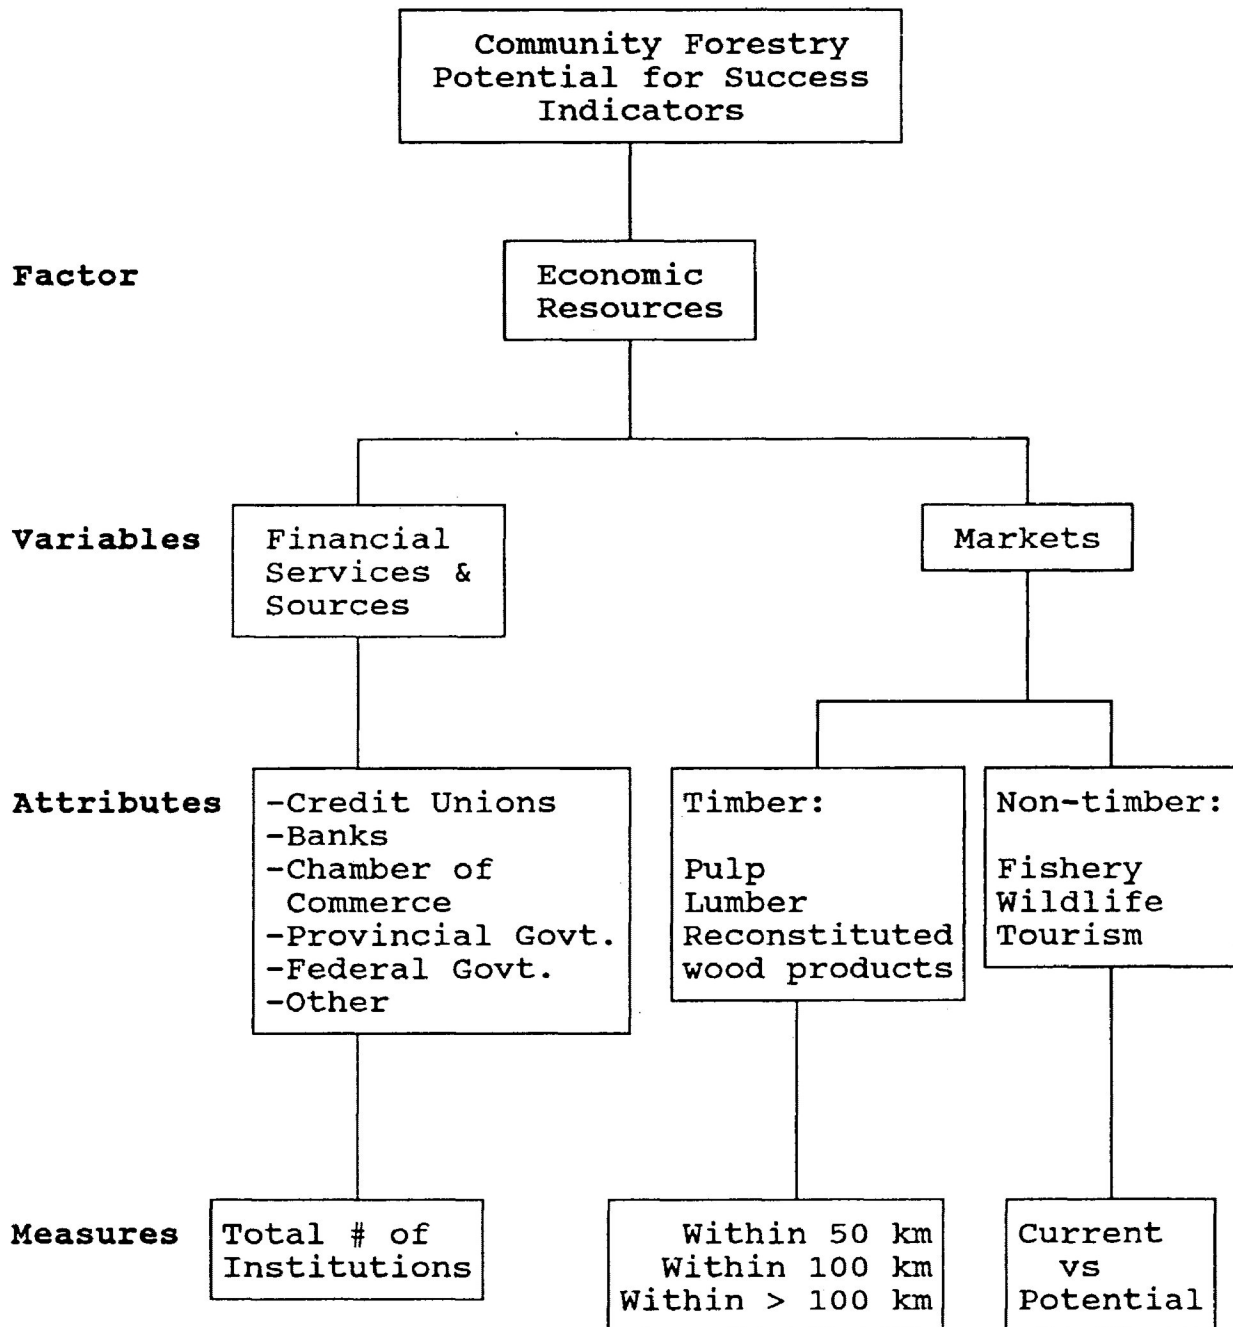 Community Forestry
Potential for Success
Indicators
Factor
Economic
Resources
Variables
Financial
Services &
Sources
Markets
Attributes
-Credit Unions
-Banks
-Chamber of
Commerce
-Provincial Govt.
-Federal Govt.
-Other
Timber:
Pulp
Lumber
Reconstituted
wood products
Non-timber:
Fishery
Wildlife
Tourism
Measures
Total # of
Institutions
Within 50 km
Within 100 km
Within > 100 km
Current
vs
Potential